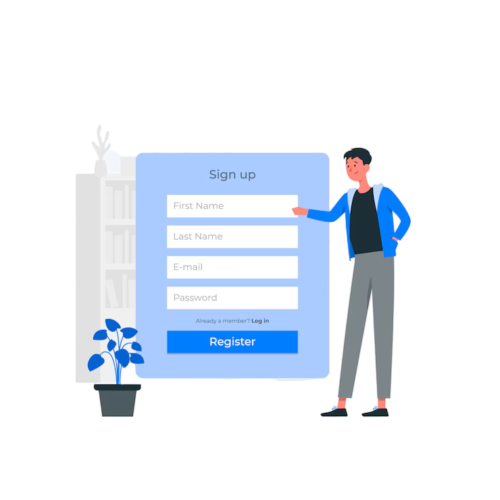 Sign up
First Name
Last Name
E-mail
Password
Already a member? Log in
Register